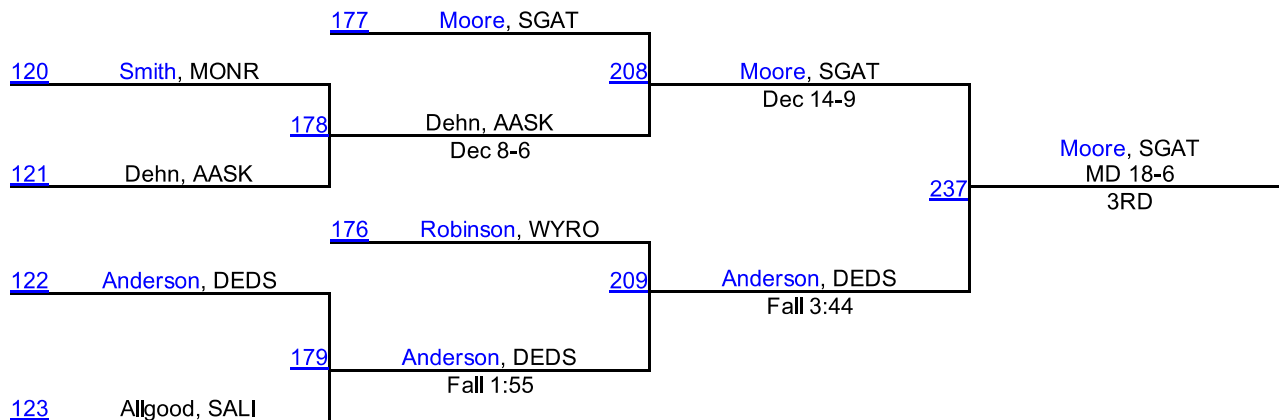 177 Moore, SGAT
120 Smith, MONR
208 Moore, SGAT
Dec 14-9
178 Dehn, AASK
Dec 8-6
121 Dehn, AASK
237 Moore, SGAT
MD 18-6
3RD
176 Robinson, WYRO
122 Anderson, DEDS
209 Anderson, DEDS
Fall 3:44
179 Anderson, DEDS
Fall 1:55
123 Allgood, SALI